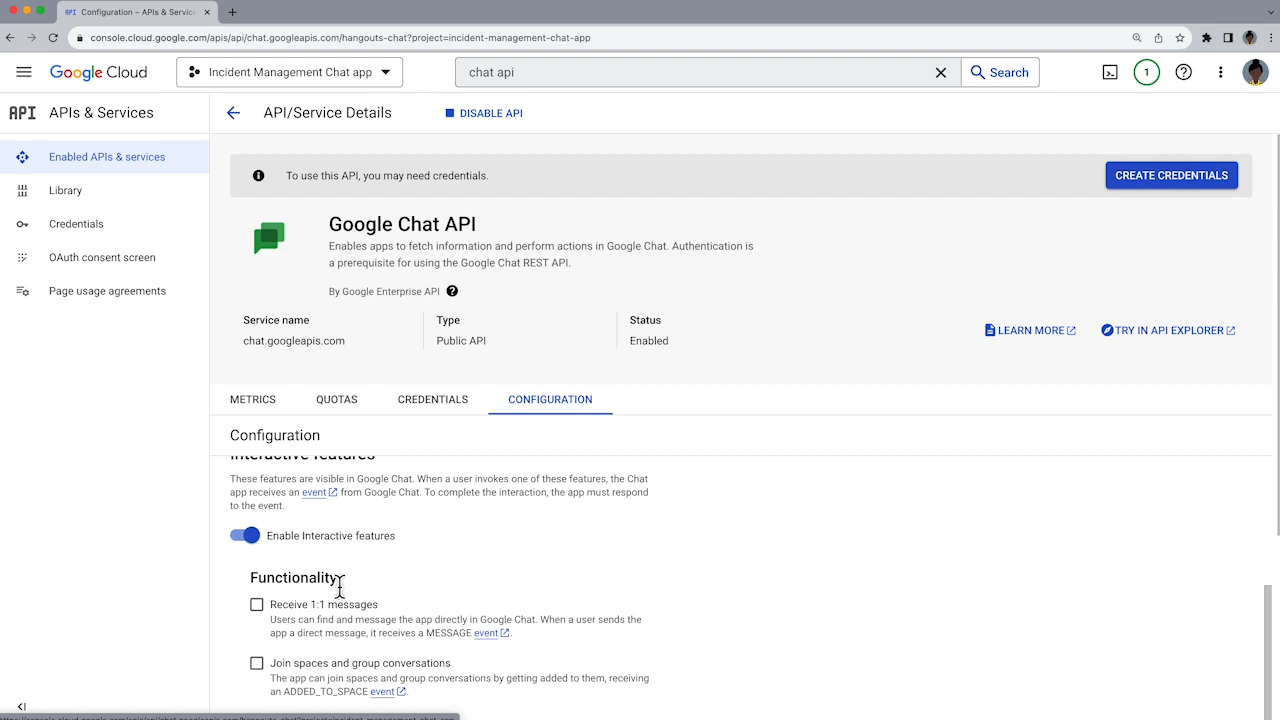 API Configuration – APIs & Service
console.cloud.google.com/apis/api/chat.googleapis.com/hangouts-chat?project=incident-management-chat-app
Google Cloud
Incident Management Chat app
chat api
Search
1
API APIs & Services
API/Service Details
DISABLE API
Enabled APIs & services
Library
Credentials
OAuth consent screen
Page usage agreements
To use this API, you may need credentials.
CREATE CREDENTIALS
Google Chat API
Enables apps to fetch information and perform actions in Google Chat. Authentication is
a prerequisite for using the Google Chat REST API.
By Google Enterprise API
Service name
chat.googleapis.com
Type
Public API
Status
Enabled
LEARN MORE
TRY IN API EXPLORER
METRICS
QUOTAS
CREDENTIALS
CONFIGURATION
Configuration
Interactive features
These features are visible in Google Chat. When a user invokes one of these features, the Chat
app receives an event from Google Chat. To complete the interaction, the app must respond
to the event.
Enable Interactive features
Functionality
Receive 1:1 messages
Users can find and message the app directly in Google Chat. When a user sends the
app a direct message, it receives a MESSAGE event.
Join spaces and group conversations
The app can join spaces and group conversations by getting added to them, receiving
an ADDED_TO_SPACE event.